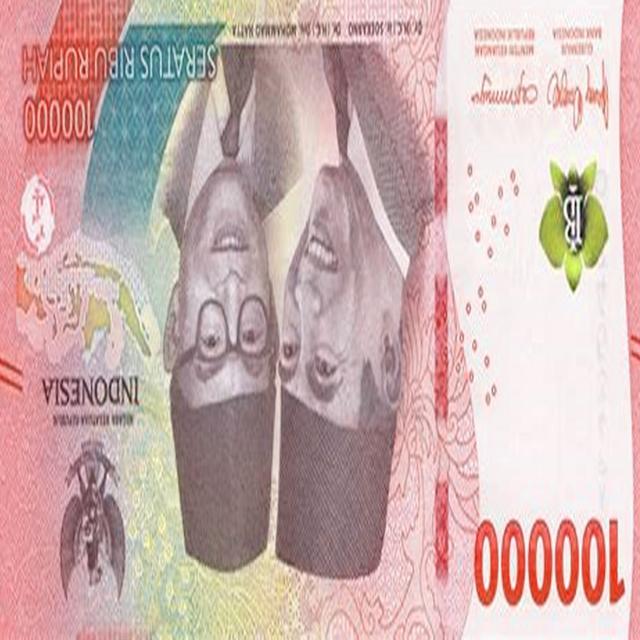 100000
NEGARA KESATUAN REPUBLIK
INDONESIA
100000
SERATUS RIBU RUPIAH
DR. (H.C.) IR. SOEKARNO DR. (H.C.) DRS. MOHAMMAD HATTA
GUBERNUR
BANK INDONESIA
MENTERI KEUANGAN
REPUBLIK INDONESIA